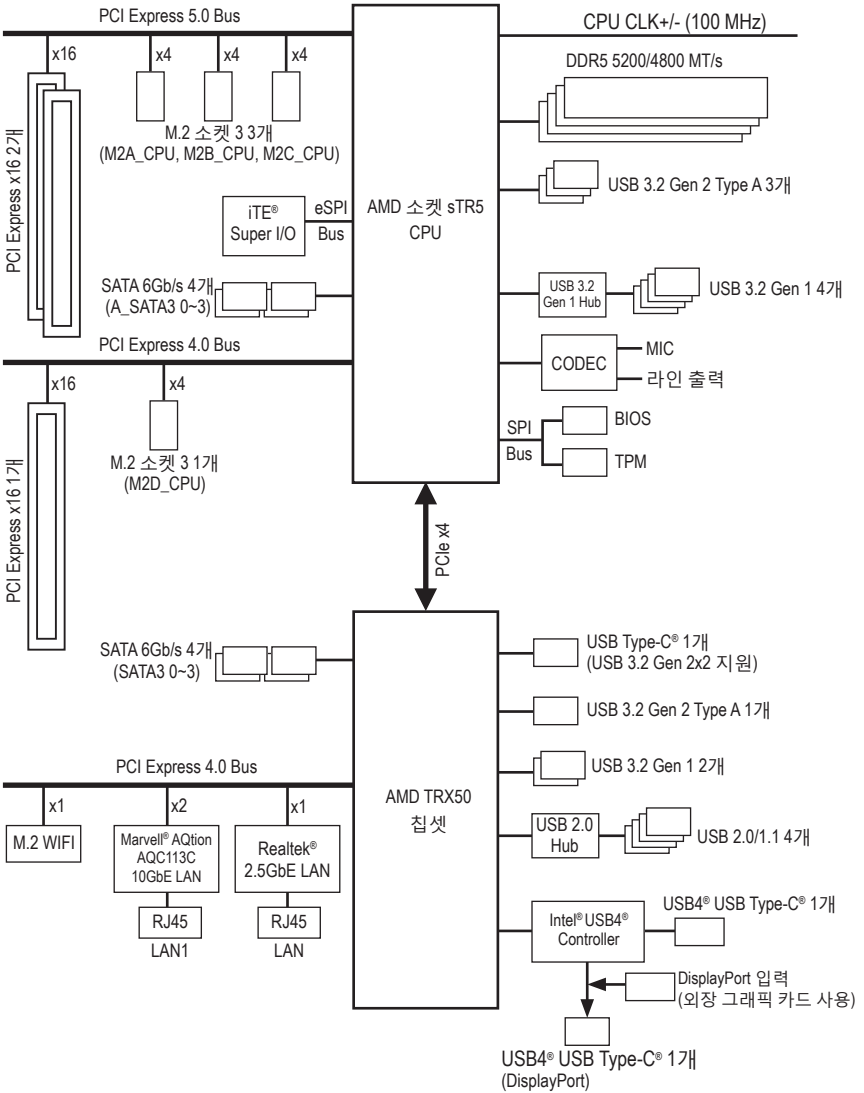 PCI Express 5.0 Bus
CPU CLK+/- (100 MHz)
x16
x4
x4
x4
DDR5 5200/4800 MT/s
PCI Express x16 2개
M.2 소켓 3 3개
(M2A_CPU, M2B_CPU, M2C_CPU)
AMD 소켓 sTR5
CPU
USB 3.2 Gen 2 Type A 3개
iTE®
Super I/O
eSPI
Bus
SATA 6Gb/s 4개
(A_SATA3 0~3)
USB 3.2
Gen 1 Hub
USB 3.2 Gen 1 4개
PCI Express 4.0 Bus
CODEC
MIC
라인 출력
x16
x4
SPI
Bus
BIOS
TPM
M.2 소켓 3 1개
(M2D_CPU)
PCI Express x16 1개
PCIe x4
SATA 6Gb/s 4개
(SATA3 0~3)
USB Type-C® 1개
(USB 3.2 Gen 2x2 지원)
USB 3.2 Gen 2 Type A 1개
PCI Express 4.0 Bus
USB 3.2 Gen 1 2개
AMD TRX50
칩셋
x1
x2
x1
M.2 WIFI
Marvell® AQtion
AQC113C
10GbE LAN
Realtek®
2.5GbE LAN
USB 2.0
Hub
USB 2.0/1.1 4개
RJ45
LAN1
RJ45
LAN
Intel® USB4®
Controller
USB4® USB Type-C® 1개
DisplayPort 입력
(외장 그래픽 카드 사용)
USB4® USB Type-C® 1개
(DisplayPort)